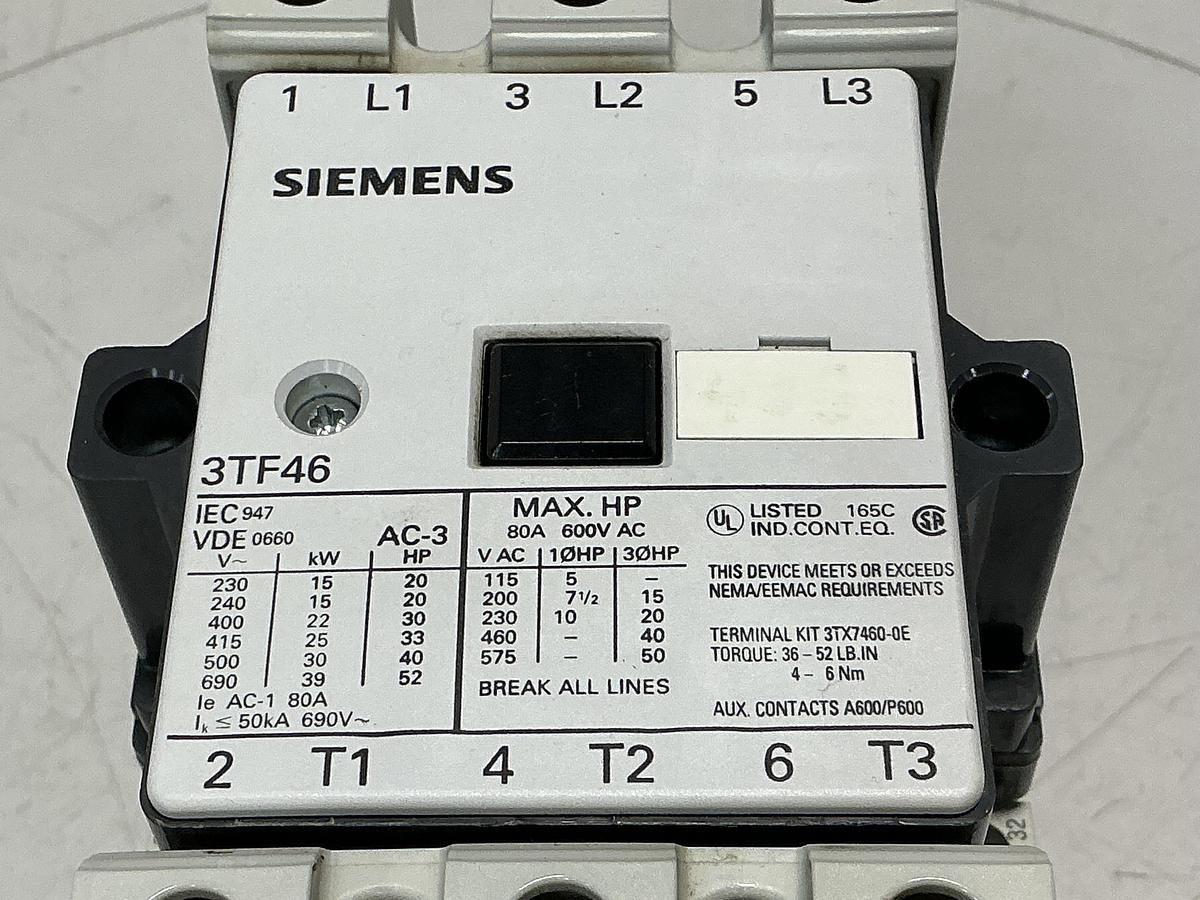 1 L1 3 L2 5 L3
SIEMENS
3TF46
IEC 947
VDE 0660 AC-3
V~ kW HP
230 15 20
240 15 20
400 22 30
415 25 33
500 30 40
690 39 52
Ie AC-1 80A
Ik ≤ 50kA 690V~
MAX. HP
80A 600V AC
V AC 1ØHP 3ØHP
115 5 –
200 7 1/2 15
230 10 20
460 – 40
575 – 50
BREAK ALL LINES
UL LISTED 165C SA
IND.CONT.EQ.
THIS DEVICE MEETS OR EXCEEDS
NEMA/EEMAC REQUIREMENTS
TERMINAL KIT 3TX7460-0E
TORQUE: 36 – 52 LB.IN
4 – 6 Nm
AUX. CONTACTS A600/P600
2 T1 4 T2 6 T3
32